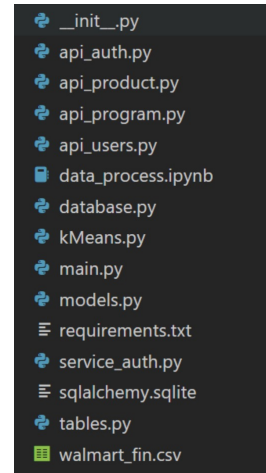 __init__.py
api_auth.py
api_product.py
api_program.py
api_users.py
data_process.ipynb
database.py
kMeans.py
main.py
models.py
requirements.txt
service_auth.py
sqlalchemy.sqlite
tables.py
walmart_fin.csv